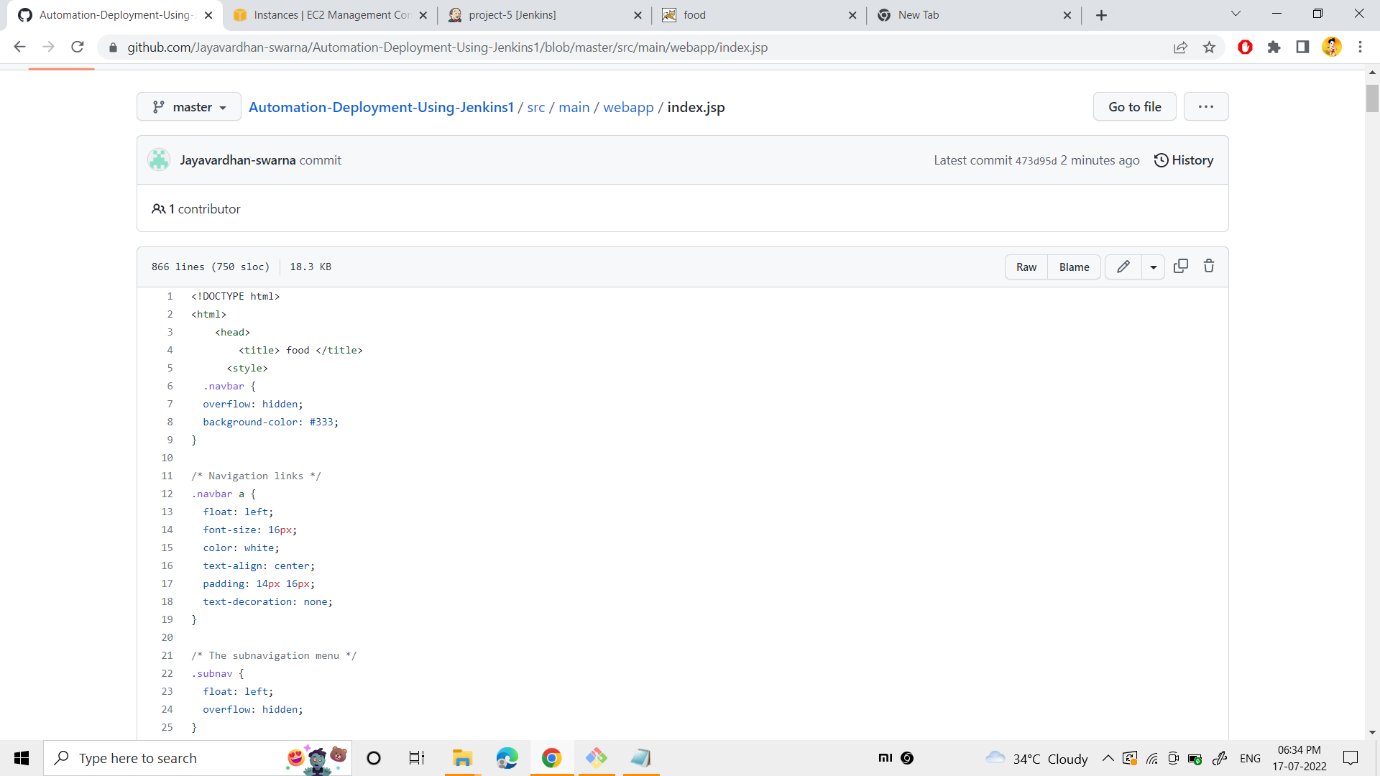 Automation-Deployment-Using-
Instances | EC2 Management Con
project-5 [Jenkins]
food
New Tab
github.com/Jayavardhan-swarna/Automation-Deployment-Using-Jenkins1/blob/master/src/main/webapp/index.jsp
master
Automation-Deployment-Using-Jenkins1 / src / main / webapp / index.jsp
Go to file
Jayavardhan-swarna commit
Latest commit 473d95d 2 minutes ago
History
1 contributor
866 lines (750 sloc)
18.3 KB
Raw
Blame
1 <!DOCTYPE html>
2 <html>
3 <head>
4 <title> food </title>
5 <style>
6 .navbar {
7 overflow: hidden;
8 background-color: #333;
9 }
10
11 /* Navigation links */
12 .navbar a {
13 float: left;
14 font-size: 16px;
15 color: white;
16 text-align: center;
17 padding: 14px 16px;
18 text-decoration: none;
19 }
20
21 /* The subnavigation menu */
22 .subnav {
23 float: left;
24 overflow: hidden;
25 }
Type here to search
34°C Cloudy
ENG
06:34 PM
17-07-2022